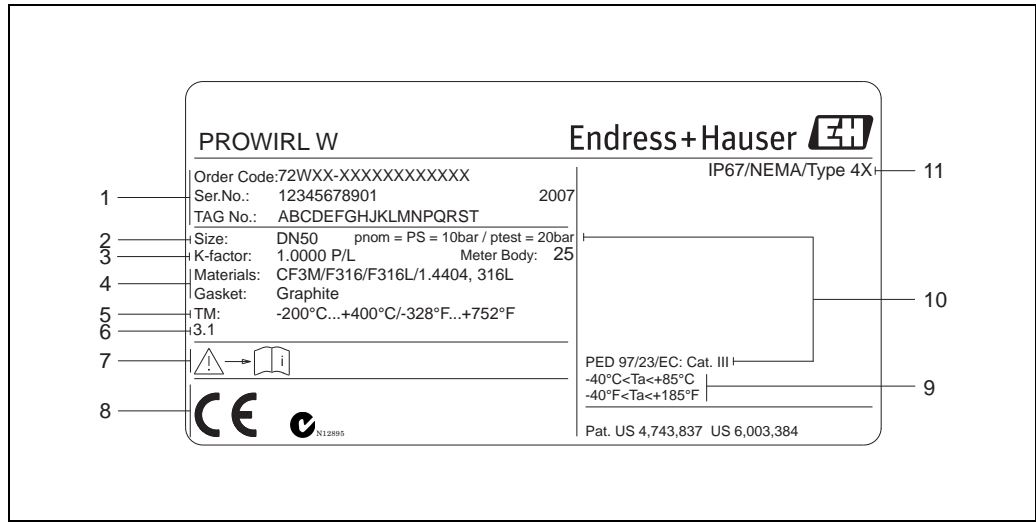 PROWIRL W
Endress+Hauser EH
IP67/NEMA/Type 4X
11
1
Order Code:72WXX-XXXXXXXXXXXX
Ser.No.: 12345678901 2007
TAG No.: ABCDEFGHJKLMNPQRST
2
Size: DN50 pnom = PS = 10bar / ptest = 20bar
3
K-factor: 1.0000 P/L Meter Body: 25
4
Materials: CF3M/F316/F316L/1.4404, 316L
Gasket: Graphite
5
TM: -200°C...+400°C/-328°F...+752°F
6
3.1
7
i
8
CE
N12895
10
PED 97/23/EC: Cat. III
-40°C<Ta<+85°C
-40°F<Ta<+185°F
9
Pat. US 4,743,837 US 6,003,384